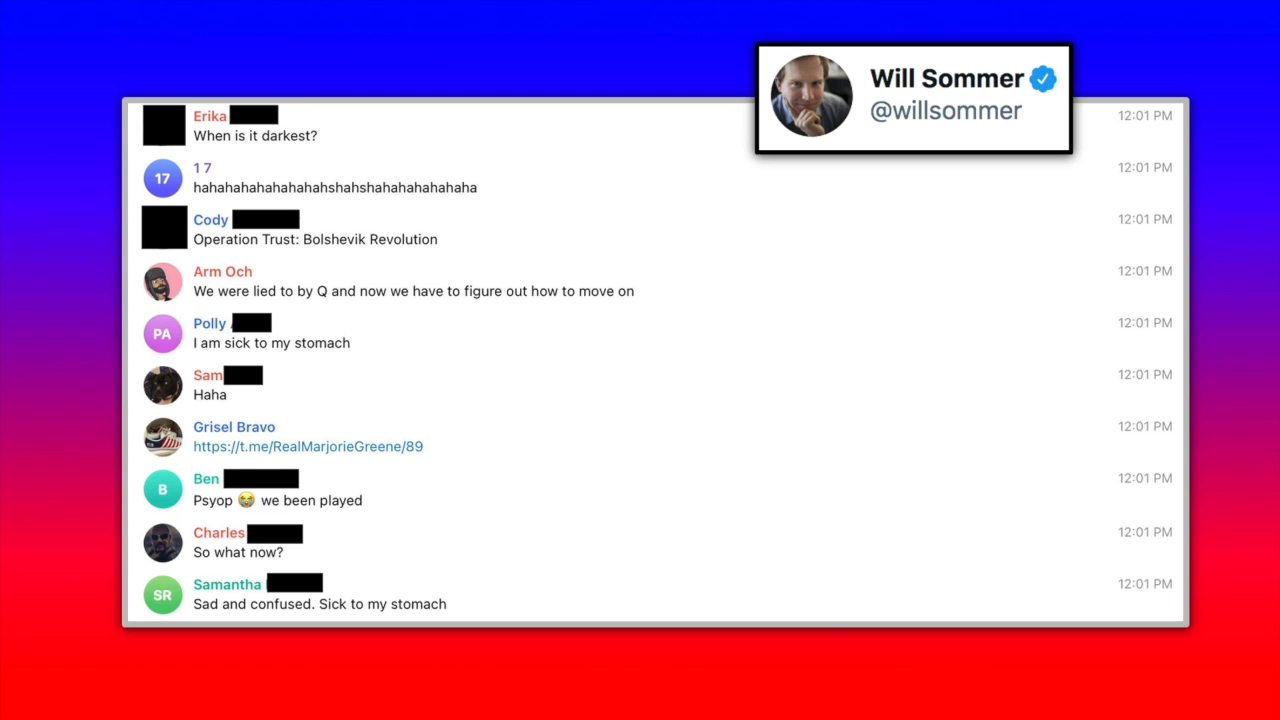 Will Sommer
@willsommer
Erika
12:01 PM
When is it darkest?
17
1 7
12:01 PM
hahahahahahahahshahshahahahahahaha
Cody
12:01 PM
Operation Trust: Bolshevik Revolution
Arm Och
12:01 PM
We were lied to by Q and now we have to figure out how to move on
PA
Polly
12:01 PM
I am sick to my stomach
Sam
12:01 PM
Haha
Grisel Bravo
12:01 PM
https://t.me/RealMarjorieGreene/89
B
Ben
12:01 PM
Psyop 😭 we been played
Charles
12:01 PM
So what now?
SR
Samantha
12:01 PM
Sad and confused. Sick to my stomach